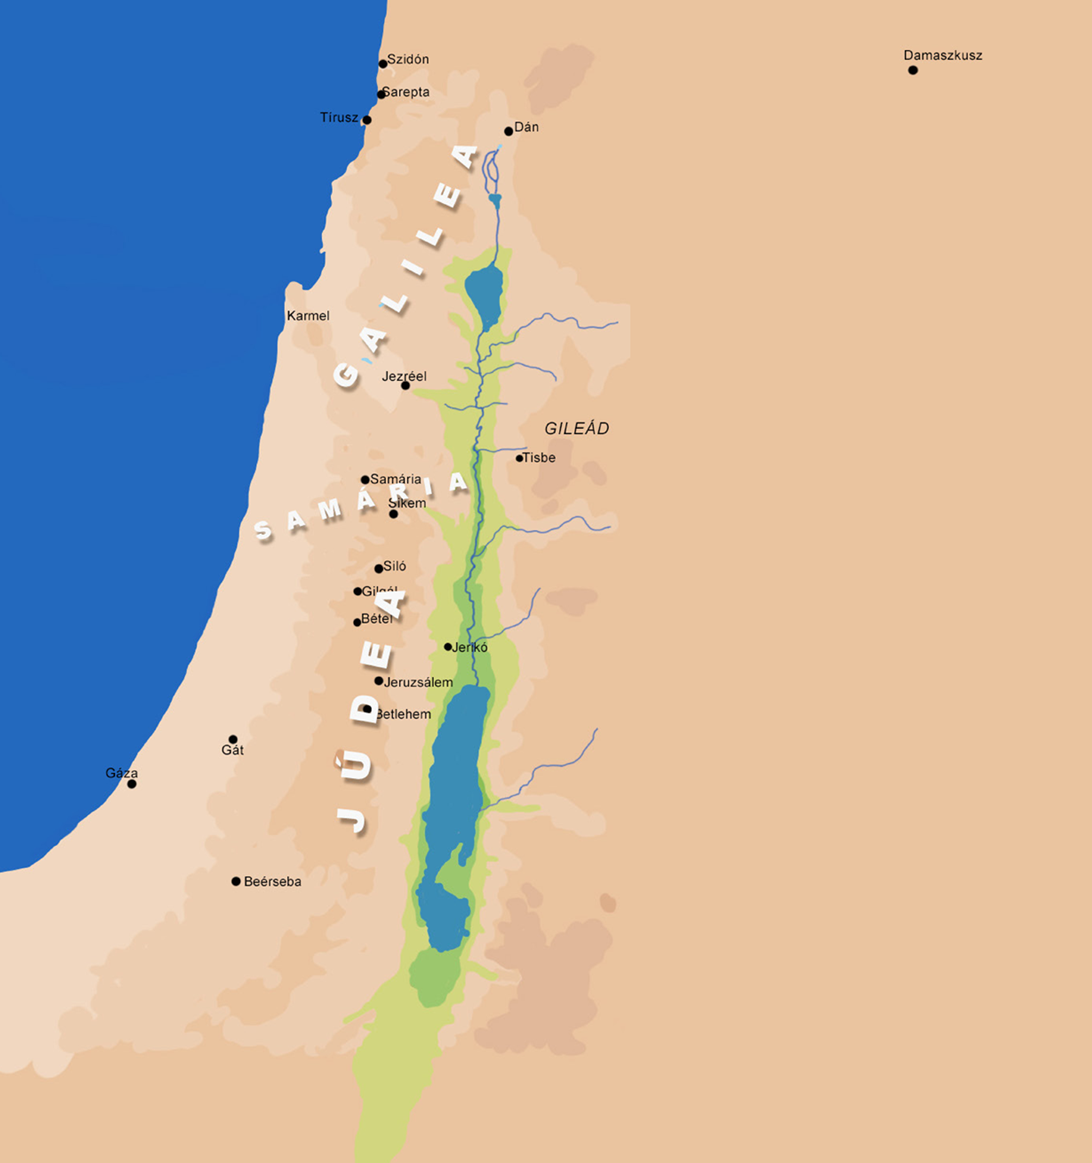 Szidón
Damaszkusz
Sarepta
Tírusz
Dán
GALILEA
Karmel
Jezréel
GILEÁD
Tisbe
Samária
SAMÁRIA
Sikem
Siló
Gilgál
Bétel
Jerikó
JÚDEA
Jeruzsálem
Betlehem
Gát
Gáza
Beérseba